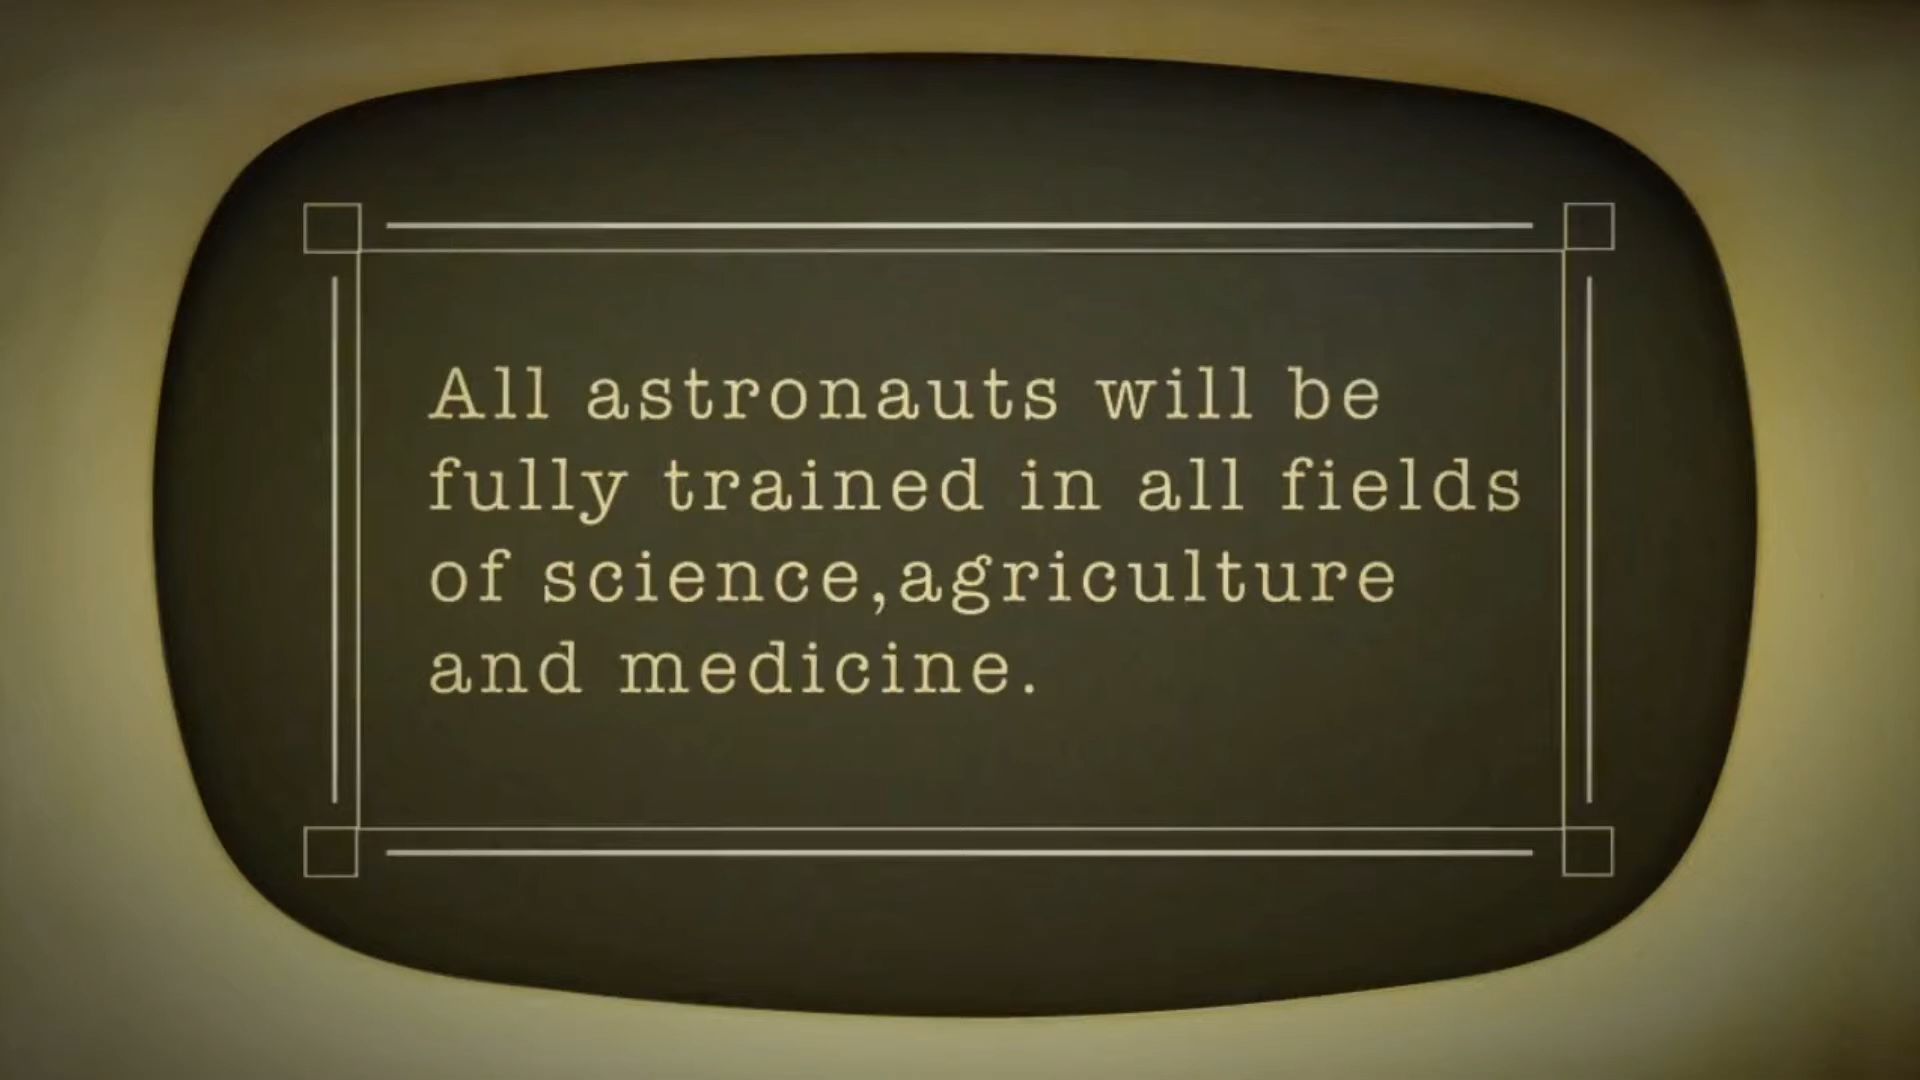 All astronauts will be
fully trained in all fields
of science,agriculture
and medicine.